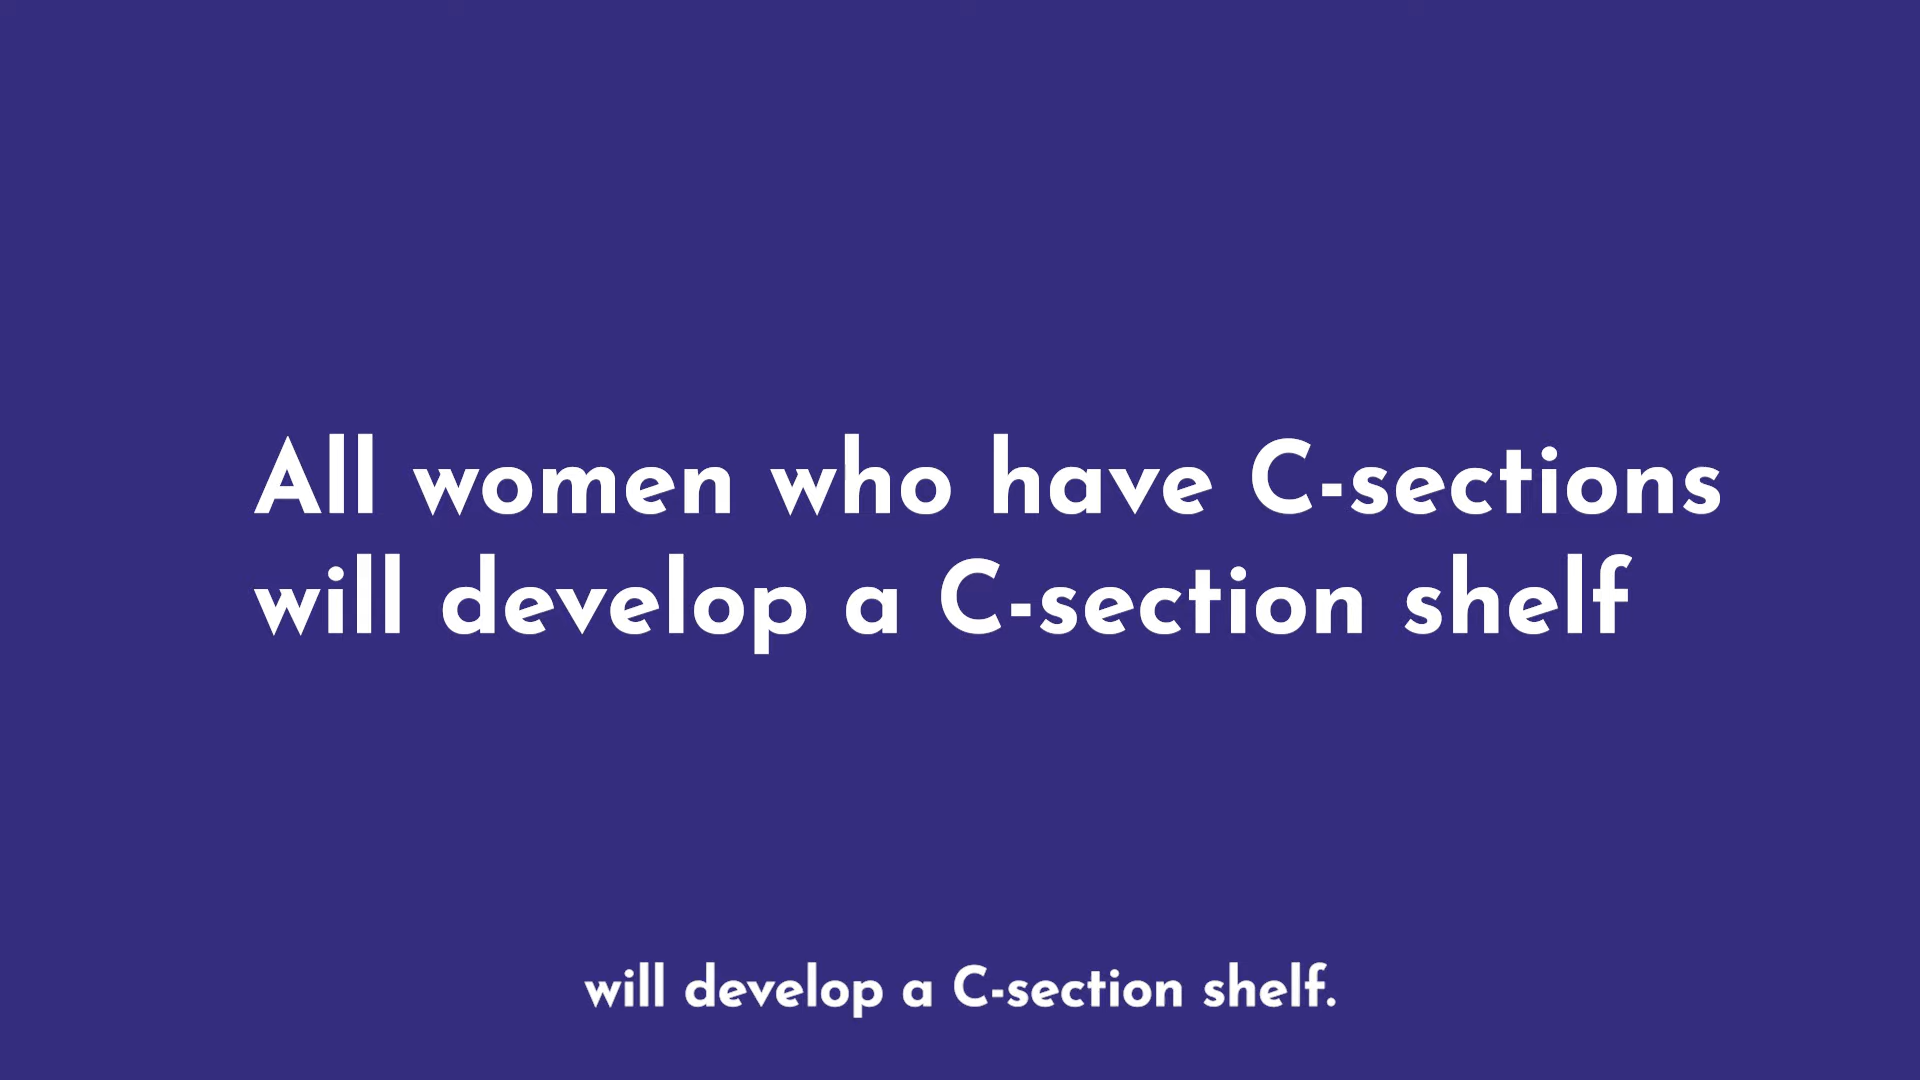 All women who have C-sections
will develop a C-section shelf
will develop a C-section shelf.